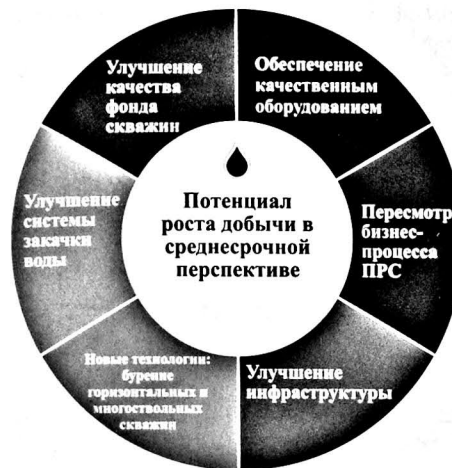 Улучшение
качества
фонда
скважин
Обеспечение
качественным
оборудованием
Улучшение
системы
закачки
воды
Потенциал
роста добычи в
среднесрочной
перспективе
Пересмотр
бизнес-
процесса
ПРС
Новые технологии:
бурение
горизонтальных и
многоствольных
скважин
Улучшение
инфраструктуры